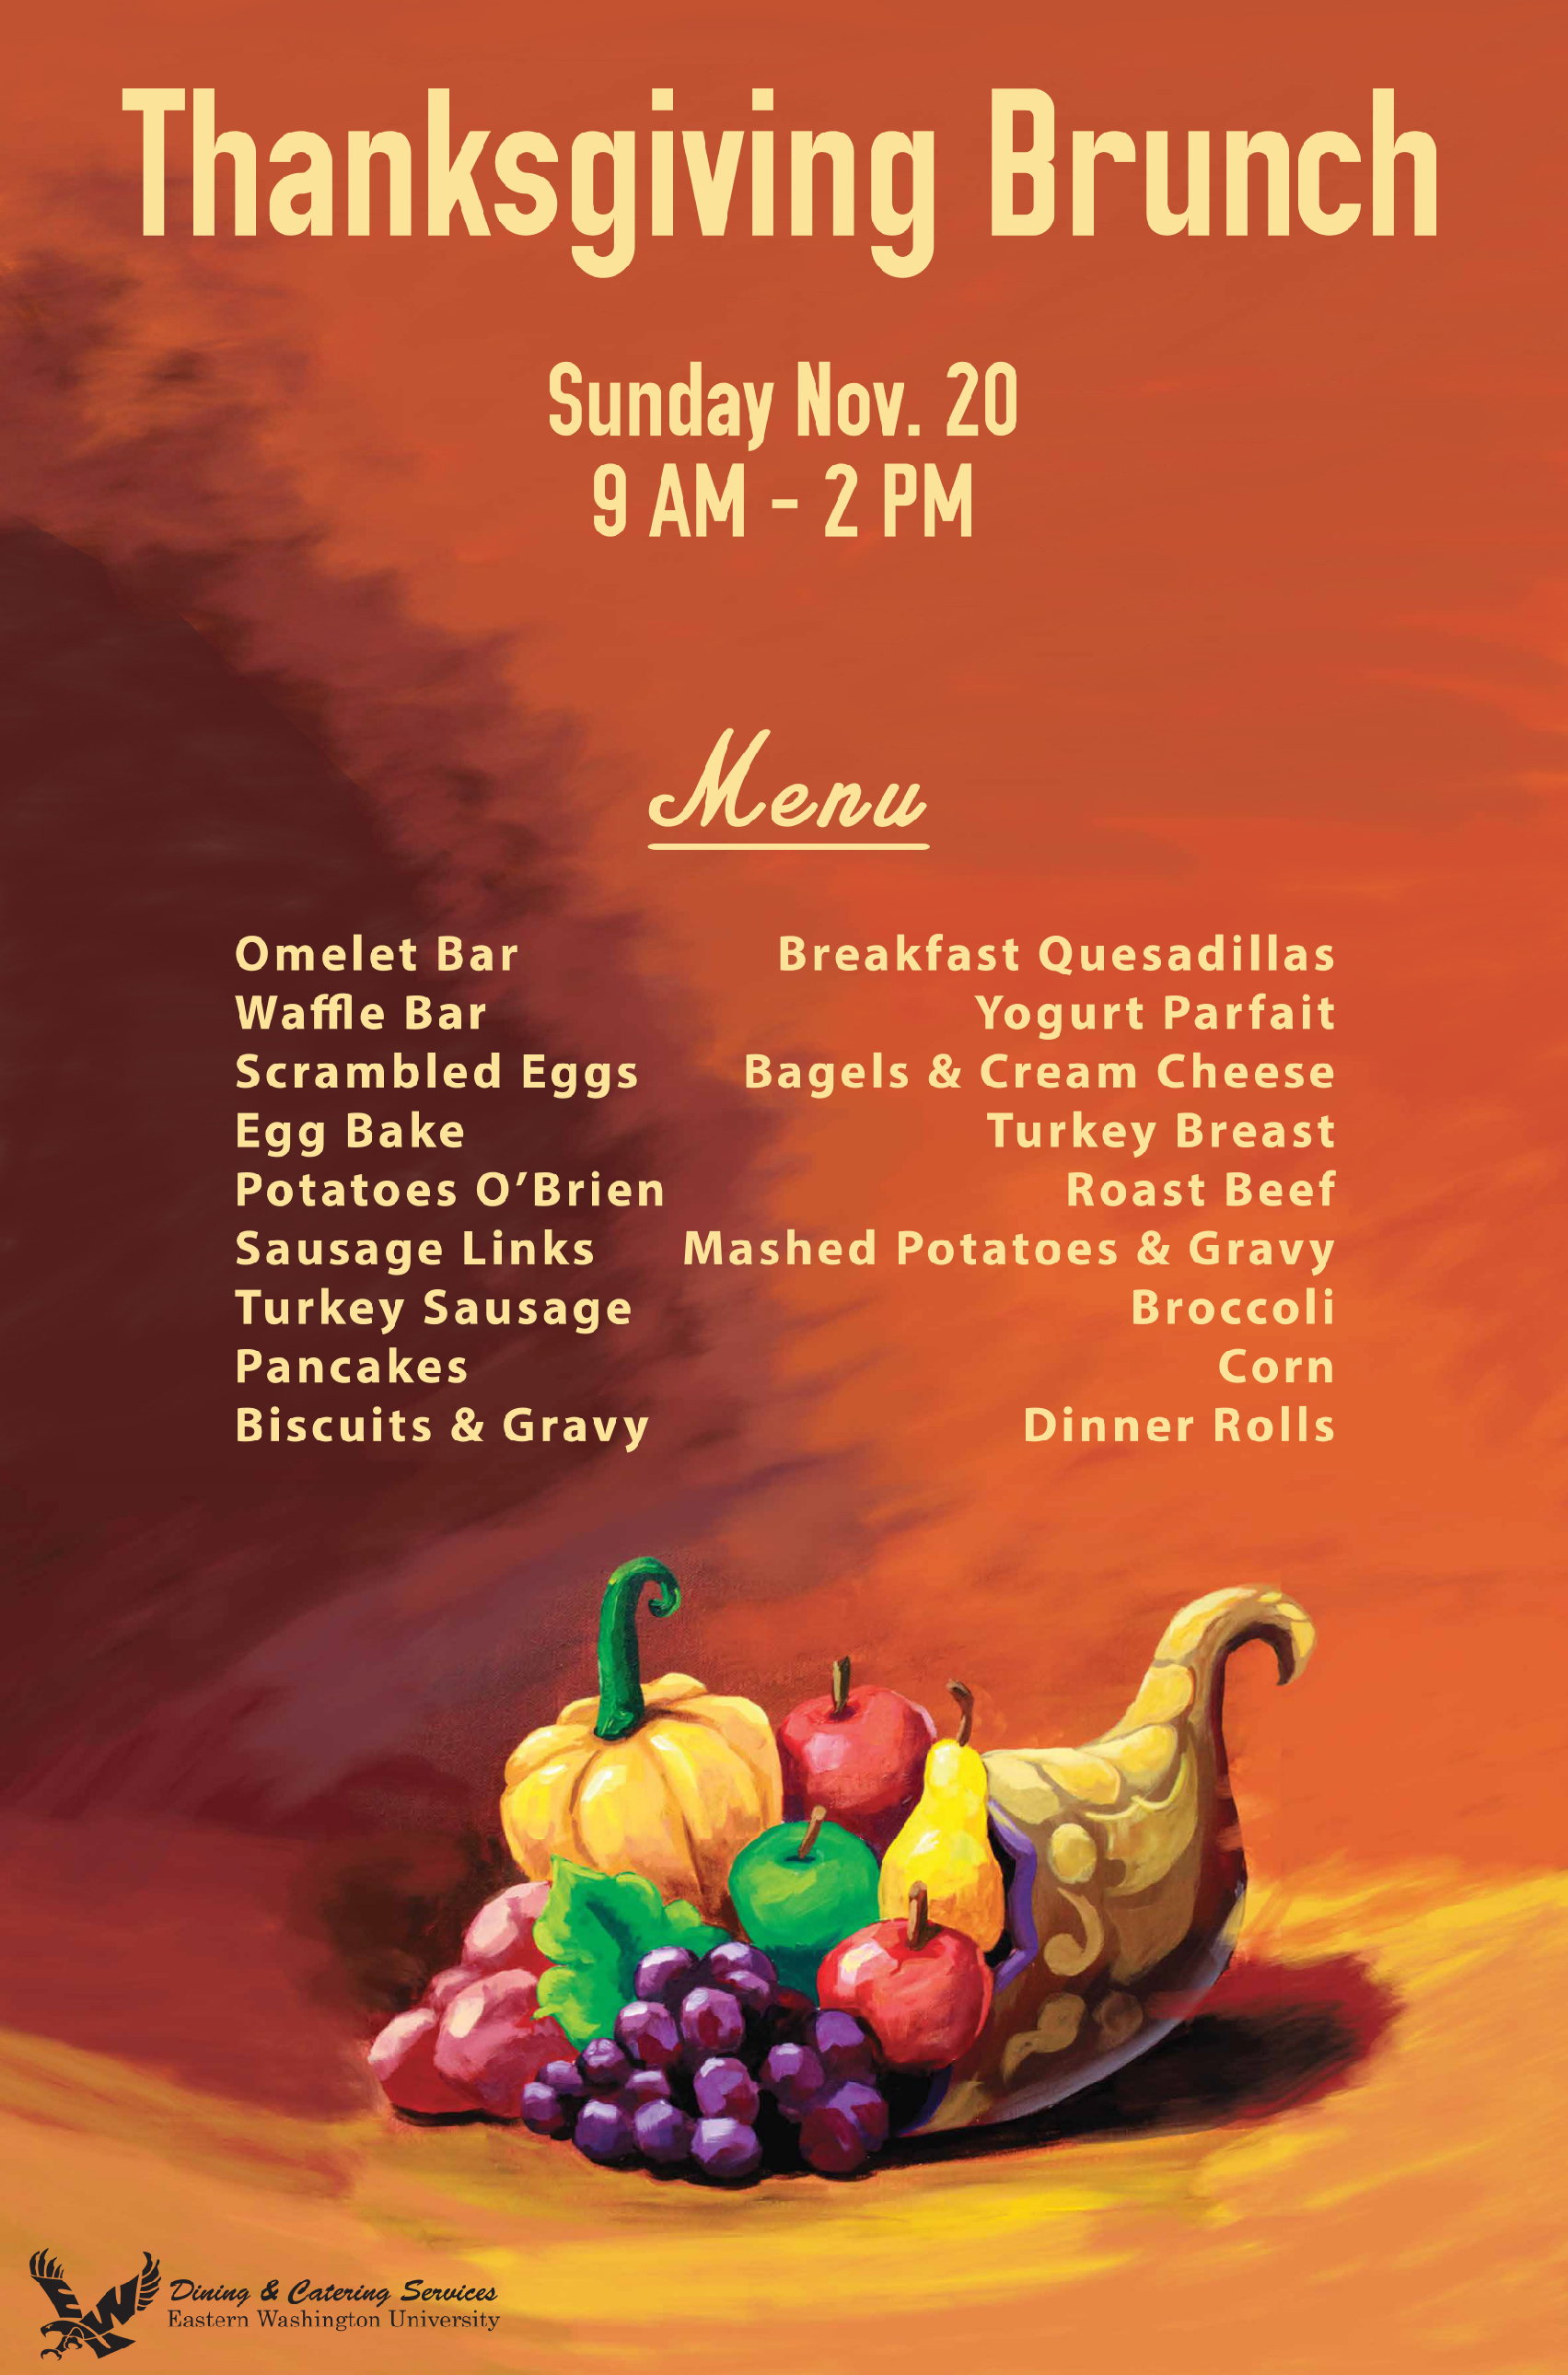 Thanksgiving Brunch
Sunday Nov. 20
9 AM - 2 PM
Menu
Omelet Bar
Waffle Bar
Scrambled Eggs
Egg Bake
Potatoes O’Brien
Sausage Links
Turkey Sausage
Pancakes
Biscuits & Gravy
Breakfast Quesadillas
Yogurt Parfait
Bagels & Cream Cheese
Turkey Breast
Roast Beef
Mashed Potatoes & Gravy
Broccoli
Corn
Dinner Rolls
EW
Dining & Catering Services
Eastern Washington University